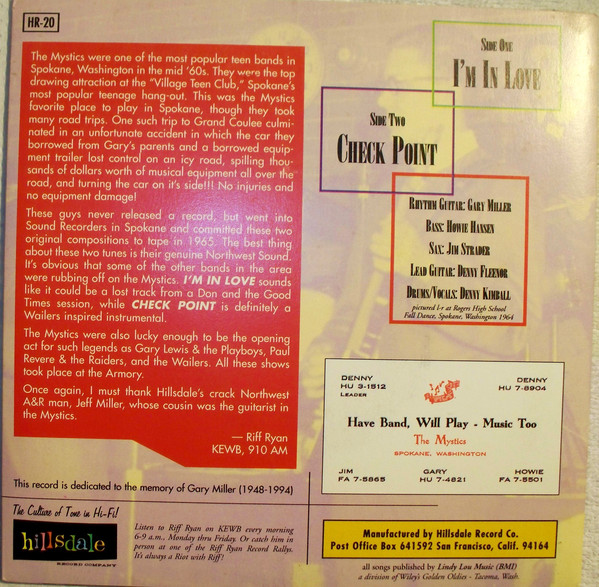 HR-20
The Mystics were one of the most popular teen bands in
Spokane, Washington in the mid '60s. They were the top
drawing attraction at the "Village Teen Club," Spokane's
most popular teenage hang-out. This was the Mystics
favorite place to play in Spokane, though they took
many road trips. One such trip to Grand Coulee culmi-
nated in an unfortunate accident in which the car they
borrowed from Gary's parents and a borrowed equip-
ment trailer lost control on an icy road, spilling thou-
sands of dollars worth of musical equipment all over the
road, and turning the car on it's side!!! No injuries and
no equipment damage!
These guys never released a record, but went into
Sound Recorders in Spokane and committed these two
original compositions to tape in 1965. The best thing
about these two tunes is their genuine Northwest Sound.
It's obvious that some of the other bands in the area
were rubbing off on the Mystics. I'M IN LOVE sounds
like it could be a lost track from a Don and the Good
Times session, while CHECK POINT is definitely a
Wailers inspired instrumental.
The Mystics were also lucky enough to be the opening
act for such legends as Gary Lewis & the Playboys, Paul
Revere & the Raiders, and the Wailers. All these shows
took place at the Armory.
Once again, I must thank Hillsdale's crack Northwest
A&R man, Jeff Miller, whose cousin was the guitarist in
the Mystics.
— Riff Ryan
KEWB, 910 AM
This record is dedicated to the memory of Gary Miller (1948-1994)
The Culture of Tone in Hi-Fi!
hillsdale
RECORD COMPANY
Listen to Riff Ryan on KEWB every morning
6-9 a.m., Monday thru Friday. Or catch him in
person at one of the Riff Ryan Record Rallys.
It's always a Riot with Riff!
SIDE ONE
I'M IN LOVE
SIDE TWO
CHECK POINT
RHYTHM GUITAR: GARY MILLER
BASS: HOWIE HANSEN
SAX: JIM STRADER
LEAD GUITAR: DENNY FLEENOR
DRUMS/VOCALS: DENNY KIMBALL
pictured l-r at Rogers High School
Fall Dance, Spokane, Washington 1964
DENNY
HU 3-1512
LEADER
DENNY
HU 7-8904
Have Band, Will Play - Music Too
The Mystics
SPOKANE, WASHINGTON
JIM
FA 7-5865
GARY
HU 7-4821
HOWIE
FA 7-5501
Manufactured by Hillsdale Record Co.
Post Office Box 641592 San Francisco, Calif. 94164
all songs published by Lindy Lou Music (BMI)
a division of Wiley's Golden Oldies - Tacoma, Wash.